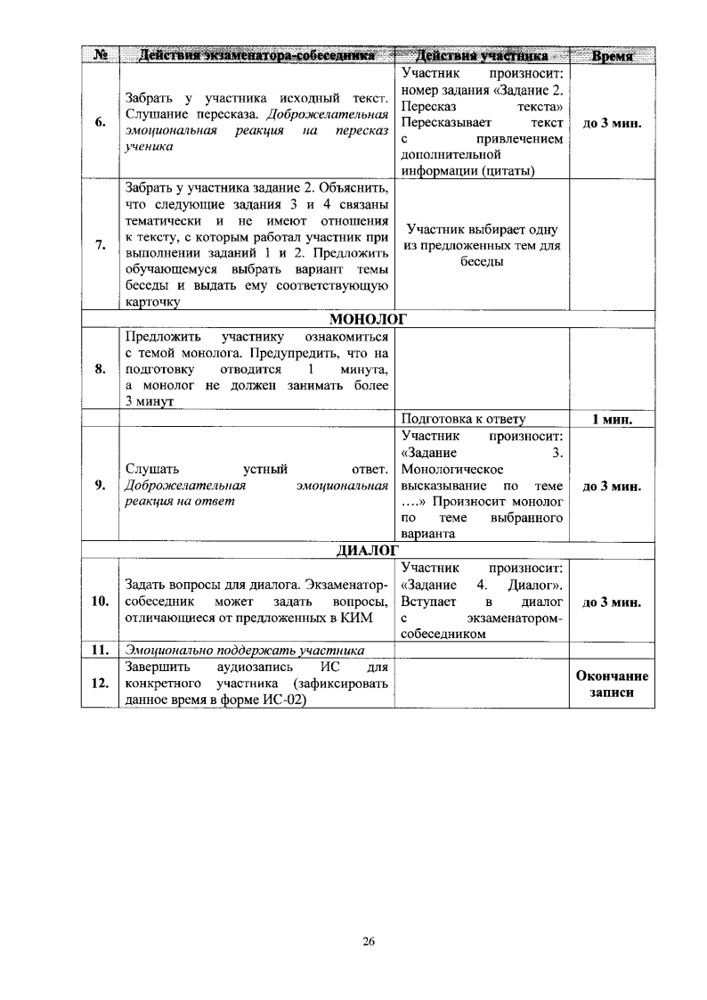 № Действия экзаменатора-собеседника Действия участника Время
6.
Забрать у участника исходный текст.
Слушание пересказа. Доброжелательная
эмоциональная реакция на пересказ
ученика
Участник произносит:
номер задания «Задание 2.
Пересказ текста»
Пересказывает текст
с привлечением
дополнительной
информации (цитаты)
до 3 мин.
7.
Забрать у участника задание 2. Объяснить,
что следующие задания 3 и 4 связаны
тематически и не имеют отношения
к тексту, с которым работал участник при
выполнении заданий 1 и 2. Предложить
обучающемуся выбрать вариант темы
беседы и выдать ему соответствующую
карточку
Участник выбирает одну
из предложенных тем для
беседы
МОНОЛОГ
8.
Предложить участнику ознакомиться
с темой монолога. Предупредить, что на
подготовку отводится 1 минута,
а монолог не должен занимать более
3 минут
Подготовка к ответу 1 мин.
9.
Слушать устный ответ.
Доброжелательная эмоциональная
реакция на ответ
Участник произносит:
«Задание 3.
Монологическое
высказывание по теме
….» Произносит монолог
по теме выбранного
варианта
до 3 мин.
ДИАЛОГ
10.
Задать вопросы для диалога. Экзаменатор-
собеседник может задать вопросы,
отличающиеся от предложенных в КИМ
Участник произносит:
«Задание 4. Диалог».
Вступает в диалог
с экзаменатором-
собеседником
до 3 мин.
11. Эмоционально поддержать участника
12.
Завершить аудиозапись ИС для
конкретного участника (зафиксировать
данное время в форме ИС-02)
Окончание
записи
26